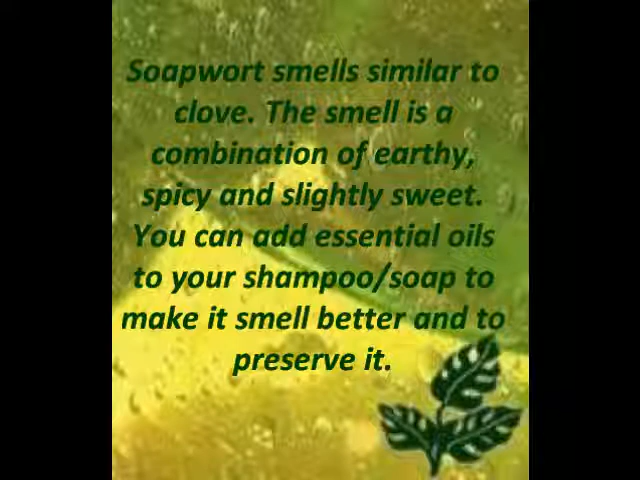 Soapwort smells similar to
clove. The smell is a
combination of earthy,
spicy and slightly sweet.
You can add essential oils
to your shampoo/soap to
make it smell better and to
preserve it.